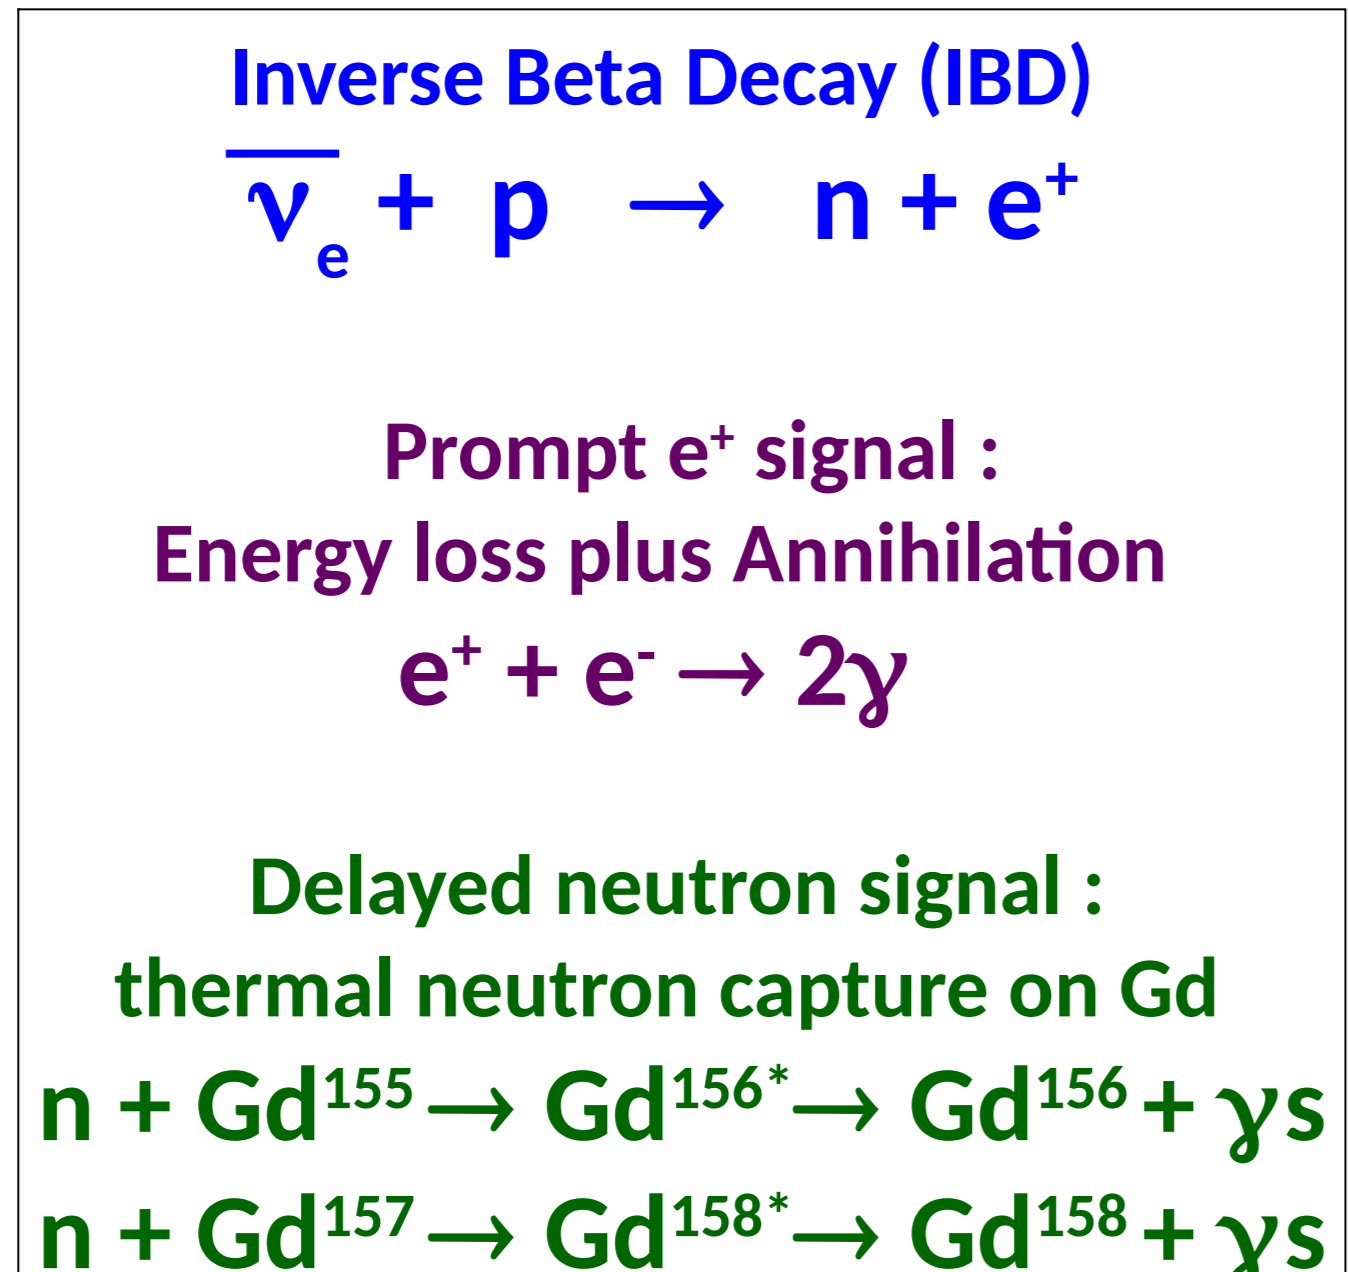 Inverse Beta Decay (IBD)
ν̅ₑ + p → n + e⁺
Prompt e⁺ signal :
Energy loss plus Annihilation
e⁺ + e⁻ → 2γ
Delayed neutron signal :
thermal neutron capture on Gd
n + Gd¹⁵⁵ → Gd¹⁵⁶* → Gd¹⁵⁶ + γs
n + Gd¹⁵⁷ → Gd¹⁵⁸* → Gd¹⁵⁸ + γs